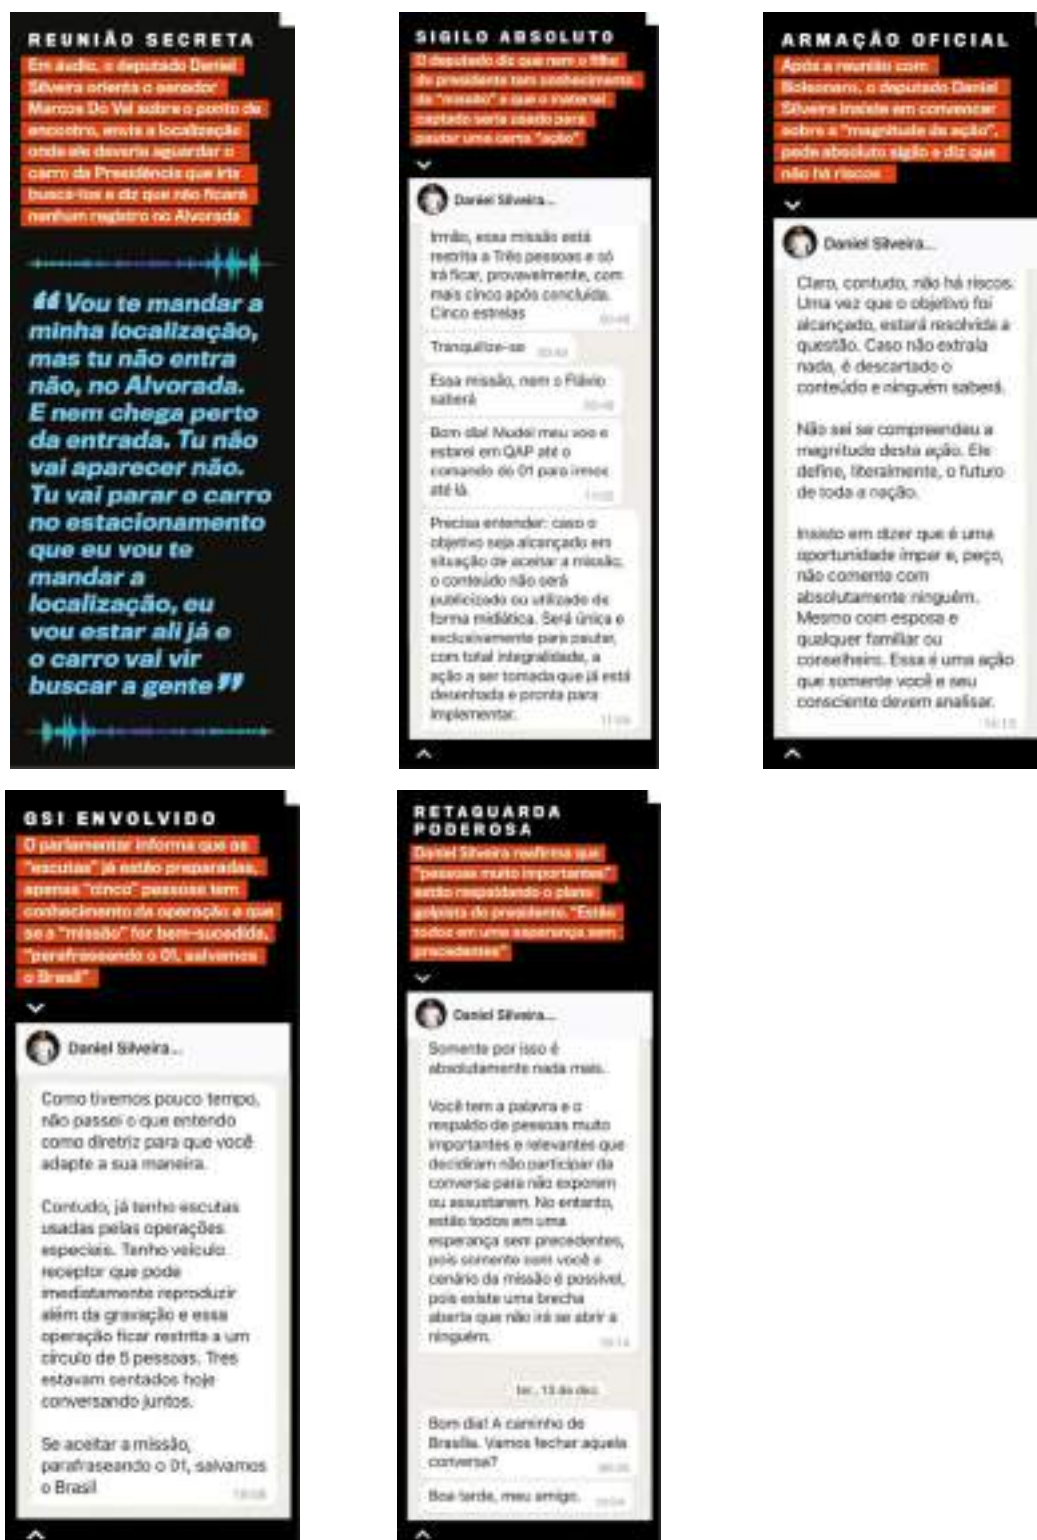 REUNIÃO SECRETA
Em áudio, o deputado Daniel
Silveira orienta o senador
Marcos Do Val sobre o ponto de
encontro, envia a localização
onde ele deveria aguardar o
carro da Presidência que iria
buscá-los e diz que não ficará
nenhum registro no Alvorada
“Vou te mandar a
minha localização,
mas tu não entra
não, no Alvorada.
E nem chega perto
da entrada. Tu não
vai aparecer não.
Tu vai parar o carro
no estacionamento
que eu vou te
mandar a
localização, eu
vou estar ali já e
o carro vai vir
buscar a gente”
SIGILO ABSOLUTO
O deputado diz que nem o filho
do presidente tem conhecimento
da "missão" e que o material
captado seria usado para
pautar uma certa "ação"
Daniel Silveira...
Irmão, essa missão está
restrita a Três pessoas e só
irá ficar, provavelmente, com
mais cinco após concluída.
Cinco estrelas
Tranquilize-se
Essa missão, nem o Flávio
saberá
Bom dia! Mudei meu voo e
estarei em QAP até o
comando do 01 para irmos
até lá.
Precisa entender: caso o
objetivo seja alcançado em
situação de aceitar a missão,
o conteúdo não será
publicizado ou utilizado de
forma midiática. Será única e
exclusivamente para pautar,
com total integralidade, a
ação a ser tomada que já está
desenhada e pronta para
implementar.
ARMAÇÃO OFICIAL
Após a reunião com
Bolsonaro, o deputado Daniel
Silveira insiste em convencer
sobre a "magnitude da ação",
pede absoluto sigilo e diz que
não há riscos
Daniel Silveira...
Claro, contudo, não há riscos.
Uma vez que o objetivo foi
alcançado, estará resolvida a
questão. Caso não extraia
nada, é descartado o
conteúdo e ninguém saberá.
Não sei se compreendeu a
magnitude desta ação. Ela
define, literalmente, o futuro
de toda a nação.
Insisto em dizer que é uma
oportunidade ímpar e, peço,
não comente com
absolutamente ninguém.
Mesmo com esposa e
qualquer familiar ou
conselheiro. Essa é uma ação
que somente você e seu
consciente devem analisar.
GSI ENVOLVIDO
O parlamentar informa que as
"escutas" já estão preparadas,
apenas "cinco" pessoas tem
conhecimento da operação e que
se a "missão" for bem-sucedida,
"parafraseando o 01, salvamos
o Brasil"
Daniel Silveira...
Como tivemos pouco tempo,
não passei o que entendo
como diretriz para que você
adapte a sua maneira.
Contudo, já tenho escutas
usadas pelas operações
especiais. Tenho veículo
receptor que pode
imediatamente reproduzir
além da gravação e essa
operação ficar restrita a um
círculo de 5 pessoas. Tres
estavam sentados hoje
conversando juntos.
Se aceitar a missão,
parafraseando o 01, salvamos
o Brasil
RETAGUARDA
PODEROSA
Daniel Silveira reafirma que
"pessoas muito importantes"
estão respaldando o plano
golpista do presidente. "Estão
todos em uma esperança sem
precedentes"
Daniel Silveira...
Somente por isso é
absolutamente nada mais.
Você tem a palavra e o
respaldo de pessoas muito
importantes e relevantes que
decidiram não participar da
conversa para não exporem
ou assustarem. No entanto,
estão todos em uma
esperança sem precedentes,
pois somente com você o
cenário da missão é possível,
pois existe uma brecha
aberta que não irá se abrir a
ninguém.
ter., 13 de dez.
Bom dia! A caminho de
Brasília. Vamos fechar aquela
conversa?
Boa tarde, meu amigo.